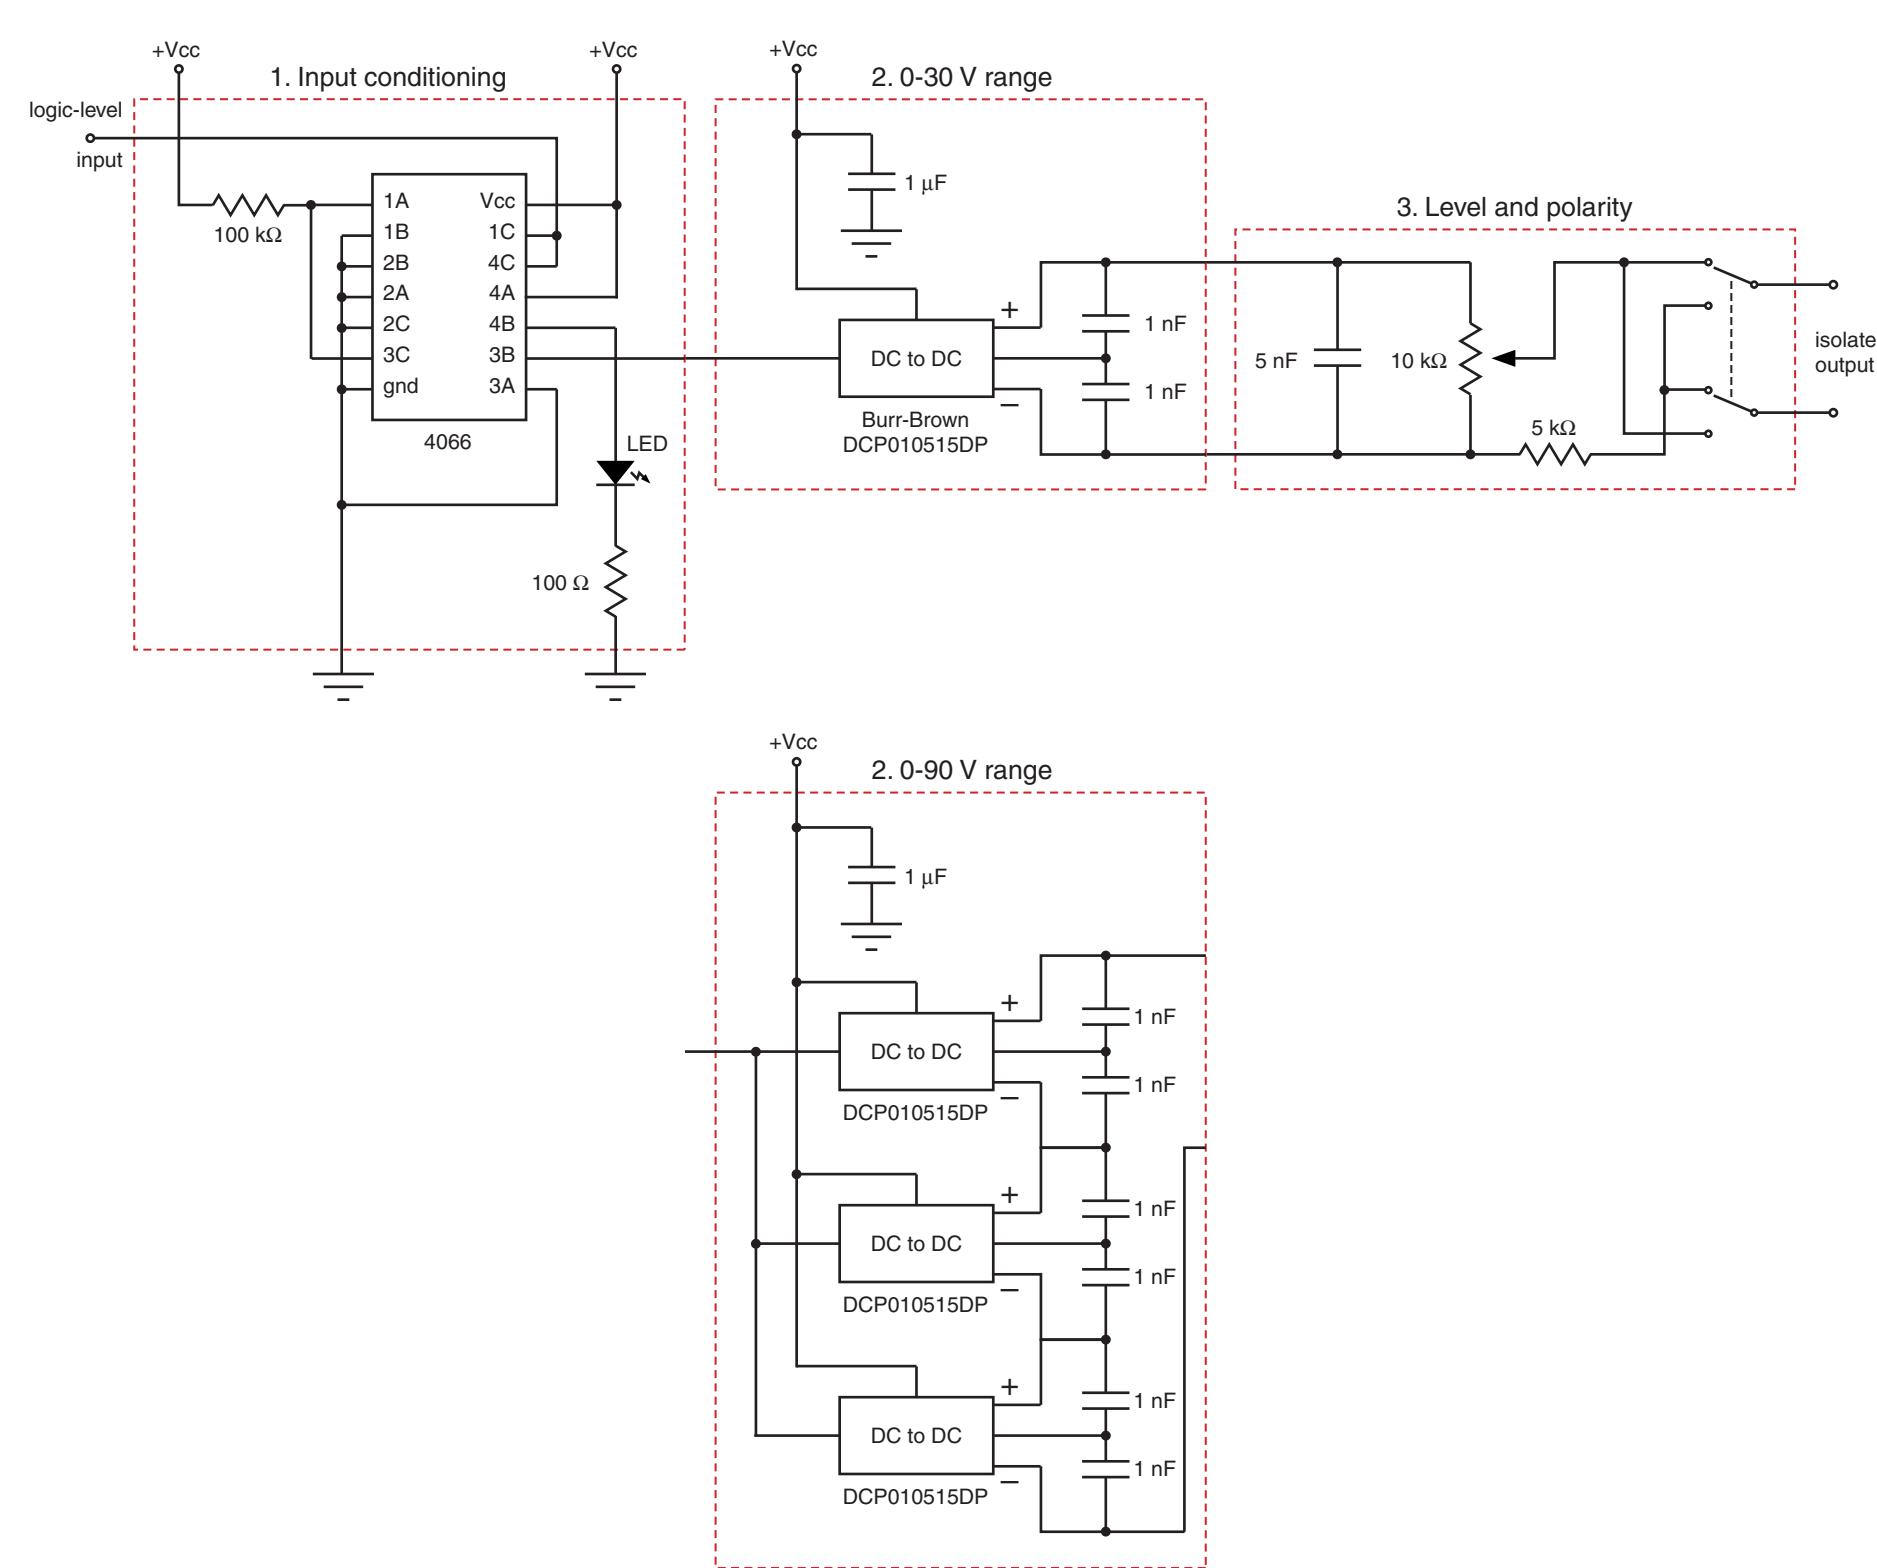 +Vcc
+Vcc
+Vcc
1. Input conditioning
2. 0-30 V range
logic-level
input
100 kΩ
1A
1B
2B
2A
2C
3C
gnd
Vcc
1C
4C
4A
4B
3B
3A
4066
LED
100 Ω
1 μF
+
DC to DC
–
Burr-Brown
DCP010515DP
1 nF
1 nF
3. Level and polarity
5 nF
10 kΩ
5 kΩ
isolate
output
+Vcc
2. 0-90 V range
1 μF
+
DC to DC
–
DCP010515DP
1 nF
1 nF
+
DC to DC
–
DCP010515DP
1 nF
1 nF
+
DC to DC
–
DCP010515DP
1 nF
1 nF